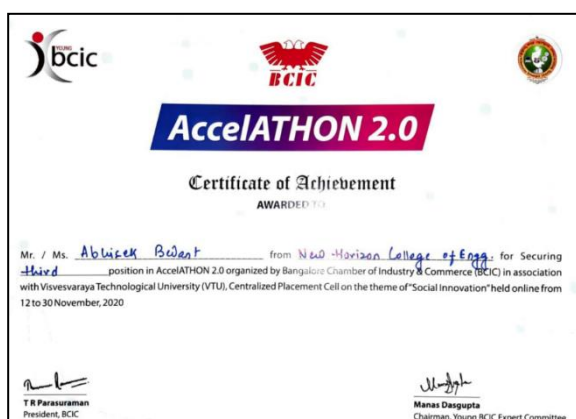 YOUNG
bcic
BCIC
AccelATHON 2.0
Certificate of Achievement
AWARDED TO
Mr. / Ms. Abhisek Bedant from New Horizon College of Engg. for Securing
third position in AccelATHON 2.0 organized by Bangalore Chamber of Industry & Commerce (BCIC) in association
with Visvesvaraya Technological University (VTU), Centralized Placement Cell on the theme of "Social Innovation" held online from
12 to 30 November, 2020
T R Parasuraman
President, BCIC
Manas Dasgupta
Chairman, Young BCIC Expert Committee